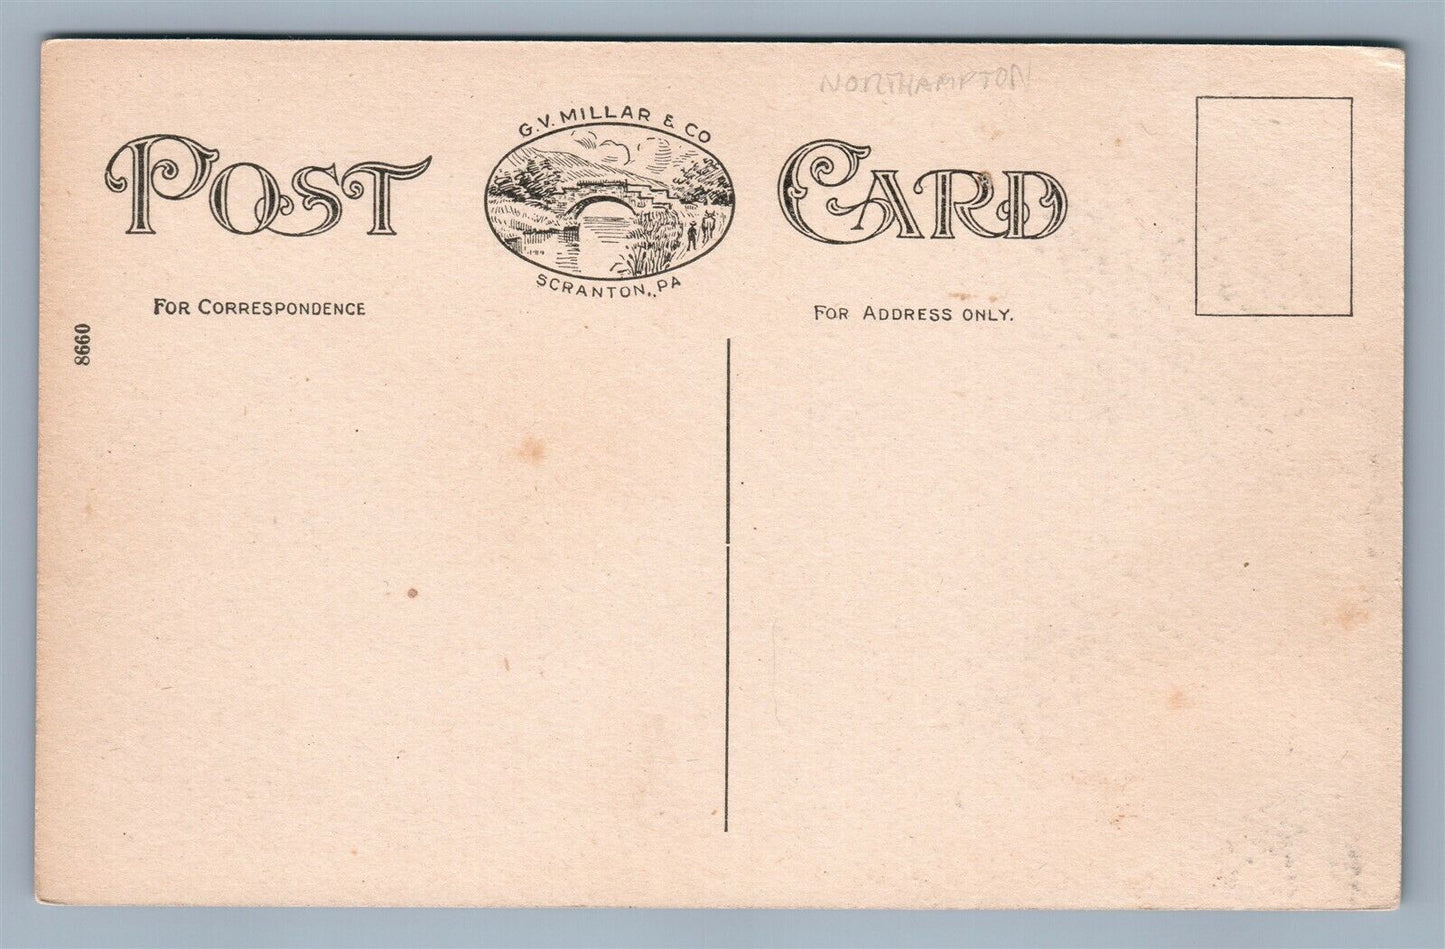 NORTHAMPTON
G.V. MILLAR & CO
POST CARD
SCRANTON, PA
FOR CORRESPONDENCE
FOR ADDRESS ONLY.
8660